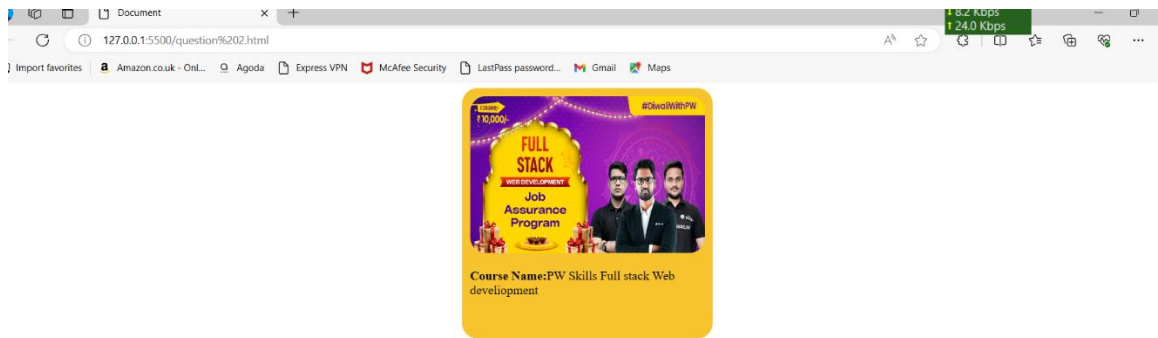 8.2 Kbps
24.0 Kbps
Document
127.0.0.1:5500/question%202.html
Import favorites
Amazon.co.uk - Onl...
Agoda
Express VPN
McAfee Security
LastPass password...
Gmail
Maps
#DiwaliWithPW
₹10,000/-
FULL
STACK
WEB DEVELOPMENT
Job
Assurance
Program
Course Name:PW Skills Full stack Web
develiopment